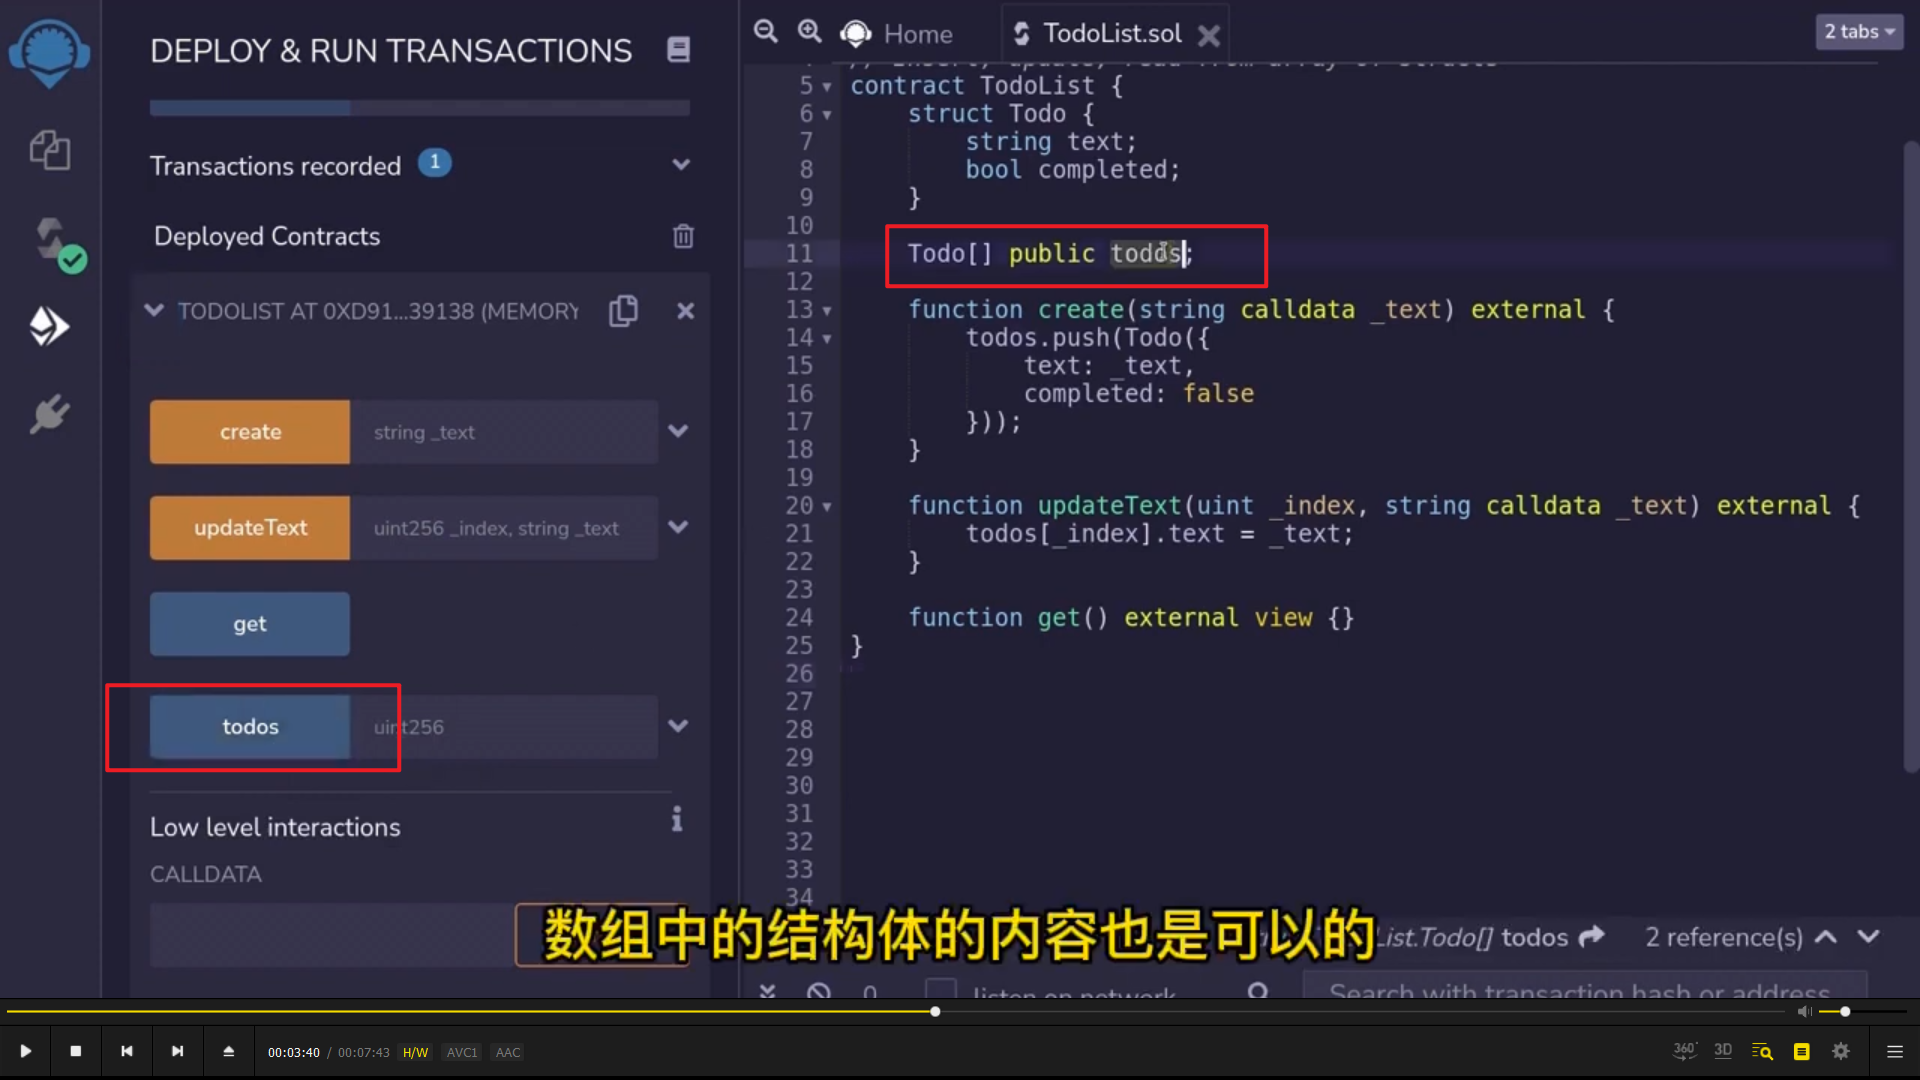 DEPLOY & RUN TRANSACTIONS
Transactions recorded 1
Deployed Contracts
TODOLIST AT 0XD91...39138 (MEMORY
create string _text
updateText uint256 _index, string _text
get
todos uint256
Low level interactions
CALLDATA
Home
TodoList.sol
2 tabs
5 contract TodoList {
6 struct Todo {
7 string text;
8 bool completed;
9 }
10
11 Todo[] public todos;
12
13 function create(string calldata _text) external {
14 todos.push(Todo({
15 text: _text,
16 completed: false
17 }));
18 }
19
20 function updateText(uint _index, string calldata _text) external {
21 todos[_index].text = _text;
22 }
23
24 function get() external view {}
25 }
26
27
28
29
30
31
32
33
34
数组中的结构体的内容也是可以的
List.Todo[] todos 2 reference(s)
0 listen on network Search with transaction hash or address
00:03:40 / 00:07:43 H/W AVC1 AAC
360° 3D